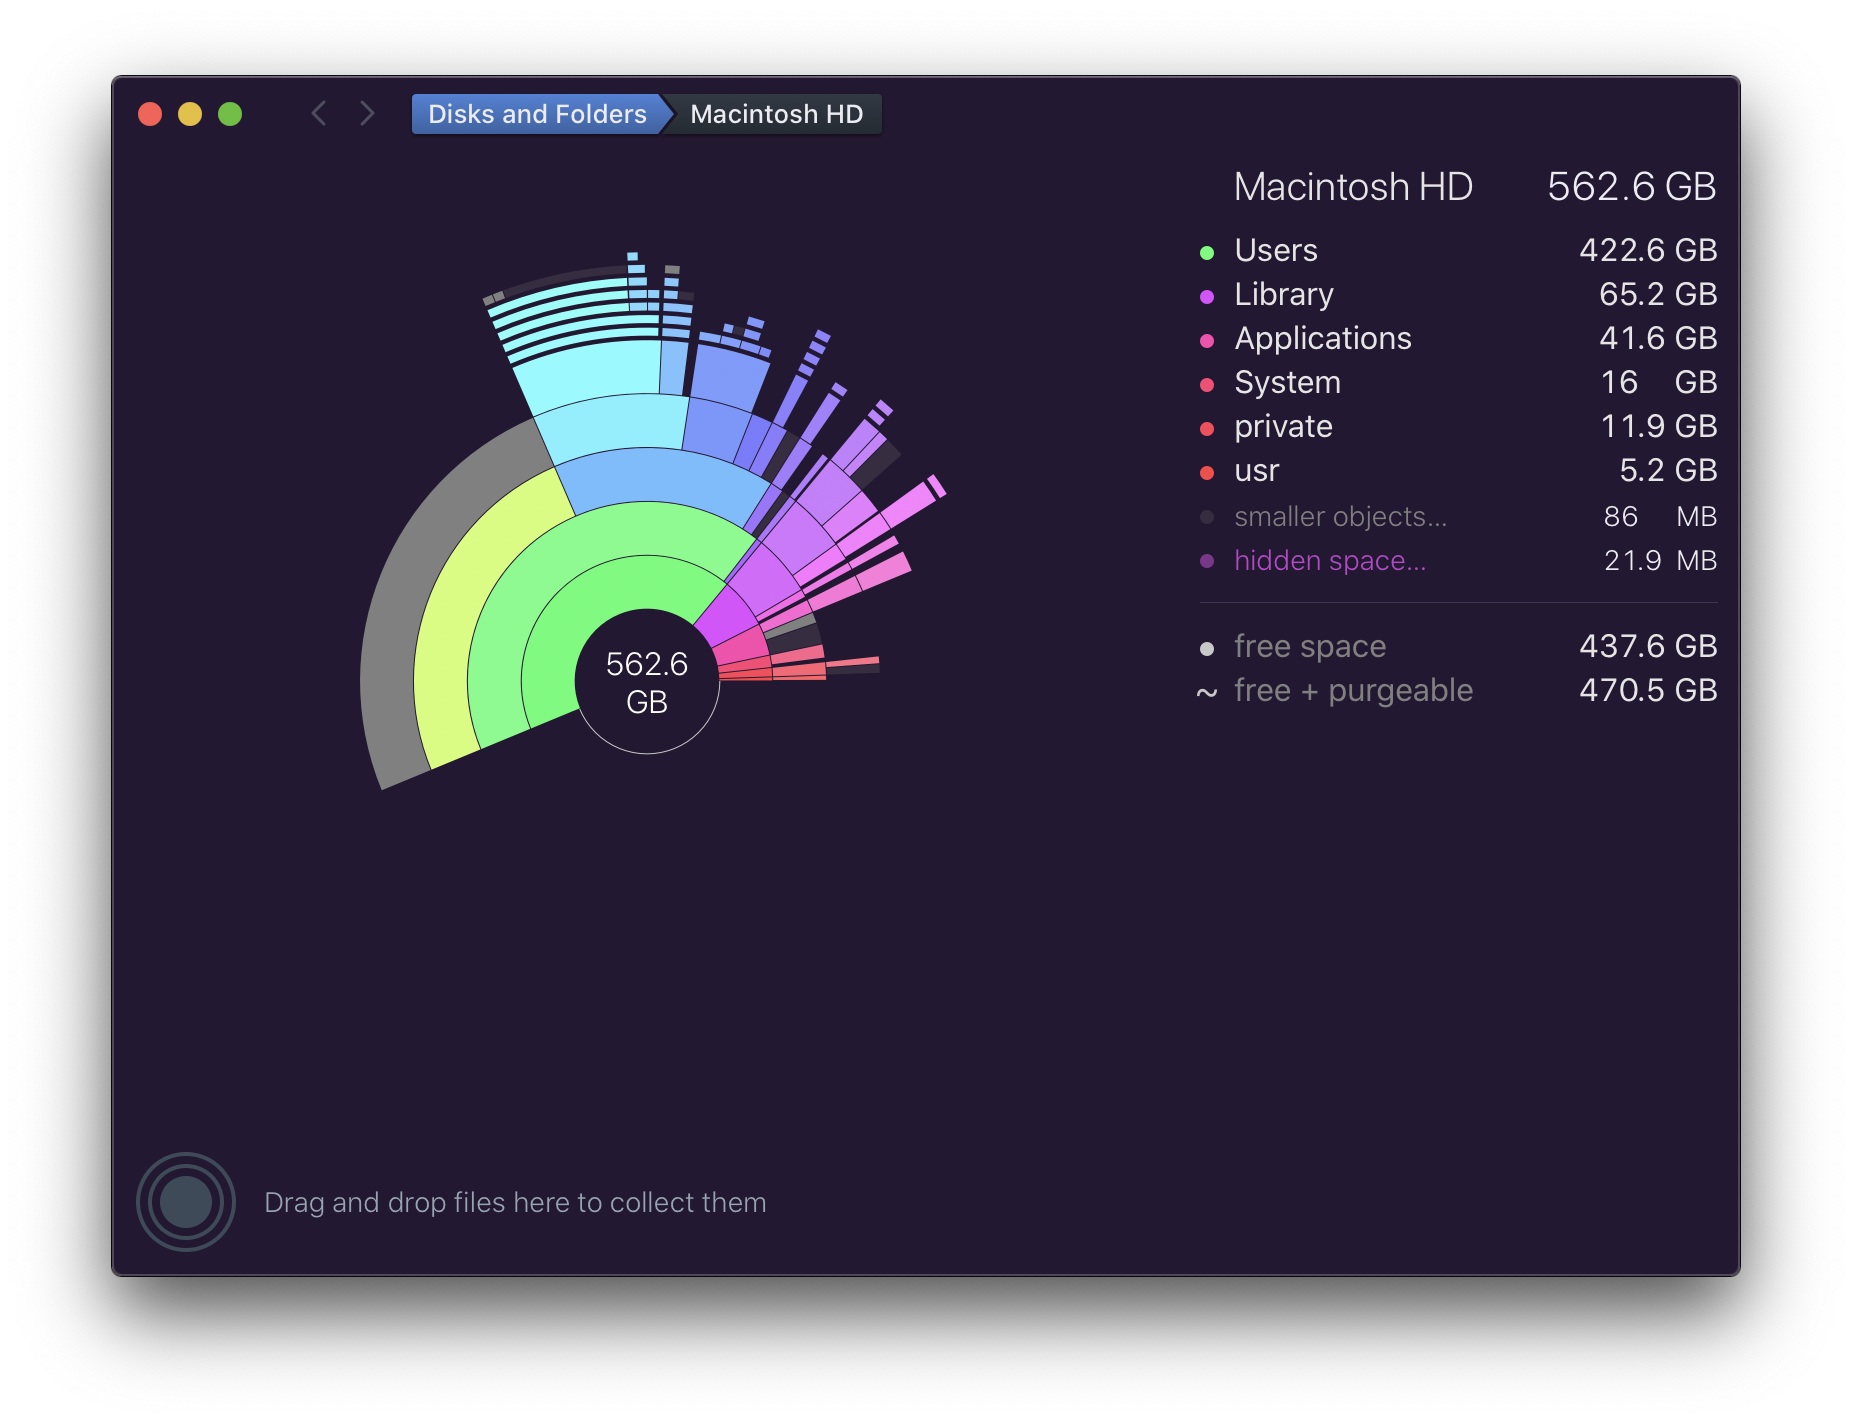 Disks and Folders Macintosh HD
Macintosh HD 562.6 GB
Users 422.6 GB
Library 65.2 GB
Applications 41.6 GB
System 16 GB
private 11.9 GB
usr 5.2 GB
smaller objects... 86 MB
hidden space... 21.9 MB
free space 437.6 GB
~ free + purgeable 470.5 GB
562.6
GB
Drag and drop files here to collect them